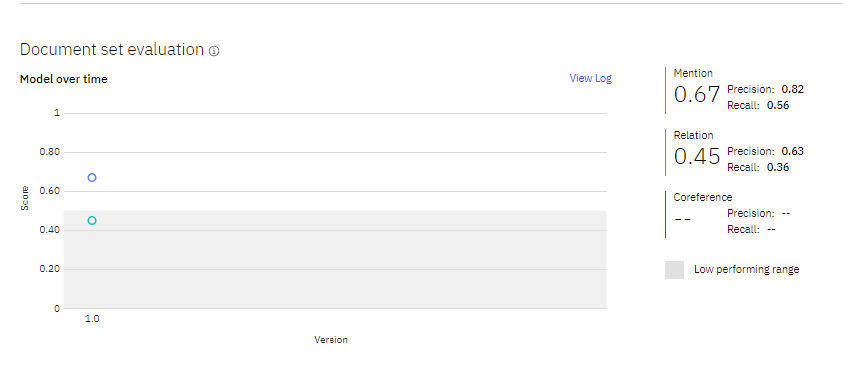 Document set evaluation
Model over time
View Log
1
0.80
0.60
0.40
0.20
0
Score
1.0
Version
Mention
0.67
Precision: 0.82
Recall: 0.56
Relation
0.45
Precision: 0.63
Recall: 0.36
Coreference
--
Precision: --
Recall: --
Low performing range